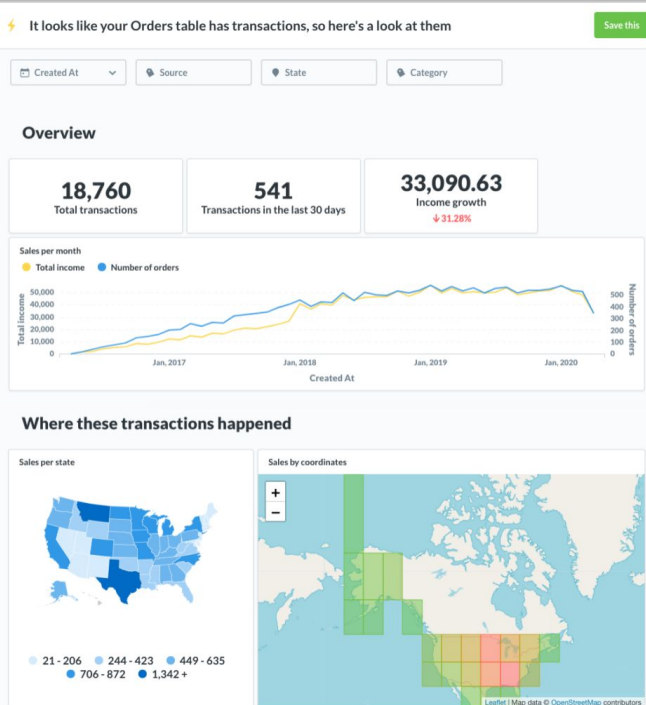 It looks like your Orders table has transactions, so here's a look at them
Save this
Created At
Source
State
Category
Overview
18,760
Total transactions
541
Transactions in the last 30 days
33,090.63
Income growth
↓31.28%
Sales per month
Total income
Number of orders
50,000
40,000
30,000
20,000
10,000
0
Total income
500
400
300
200
100
0
Number of orders
Jan, 2017
Jan, 2018
Jan, 2019
Jan, 2020
Created At
Where these transactions happened
Sales per state
21 - 206
244 - 423
449 - 635
706 - 872
1,342 +
Sales by coordinates
+
−
Leaflet | Map data © OpenStreetMap contributors